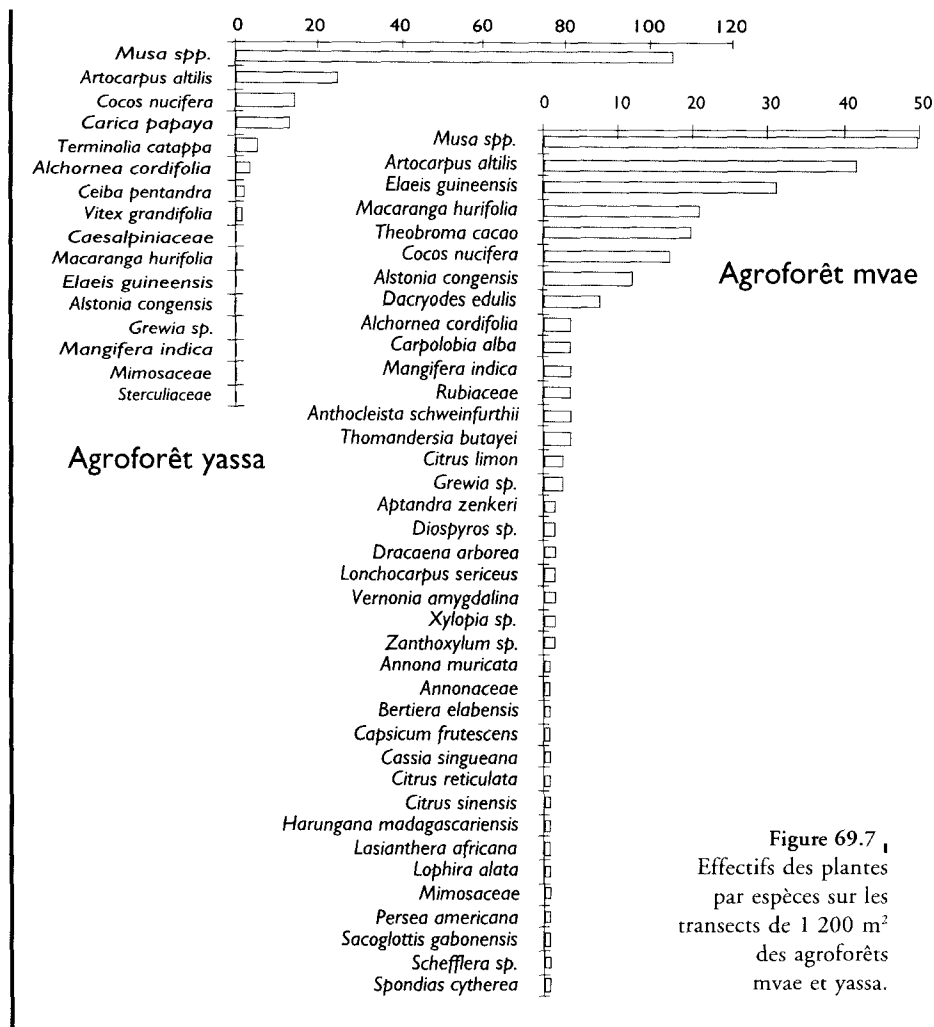 0 20 40 60 80 100 120
Musa spp.
Artocarpus altilis
Cocos nucifera
Carica papaya
Terminalia catappa
Alchornea cordifolia
Ceiba pentandra
Vitex grandifolia
Caesalpiniaceae
Macaranga hurifolia
Elaeis guineensis
Alstonia congensis
Grewia sp.
Mangifera indica
Mimosaceae
Sterculiaceae
Agroforêt yassa
0 10 20 30 40 50
Musa spp.
Artocarpus altilis
Elaeis guineensis
Macaranga hurifolia
Theobroma cacao
Cocos nucifera
Alstonia congensis
Dacryodes edulis
Alchornea cordifolia
Carpolobia alba
Mangifera indica
Rubiaceae
Anthocleista schweinfurthii
Thomandersia butayei
Citrus limon
Grewia sp.
Aptandra zenkeri
Diospyros sp.
Dracaena arborea
Lonchocarpus sericeus
Vernonia amygdalina
Xylopia sp.
Zanthoxylum sp.
Annona muricata
Annonaceae
Bertiera elabensis
Capsicum frutescens
Cassia singueana
Citrus reticulata
Citrus sinensis
Harungana madagascariensis
Lasianthera africana
Lophira alata
Mimosaceae
Persea americana
Sacoglottis gabonensis
Schefflera sp.
Spondias cytherea
Agroforêt mvae
Figure 69.7
Effectifs des plantes
par espèces sur les
transects de 1 200 m²
des agroforêts
mvae et yassa.